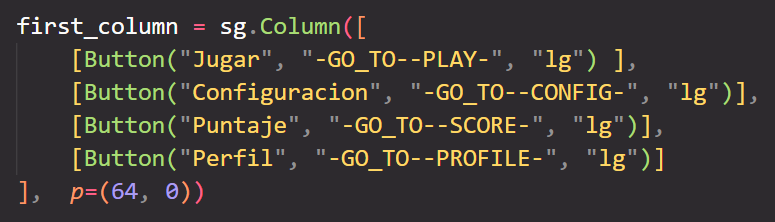 first_column = sg.Column([
    [Button("Jugar", "-GO_TO--PLAY-", "lg") ],
    [Button("Configuracion", "-GO_TO--CONFIG-", "lg")],
    [Button("Puntaje", "-GO_TO--SCORE-", "lg")],
    [Button("Perfil", "-GO_TO--PROFILE-", "lg")]
],  p=(64, 0))